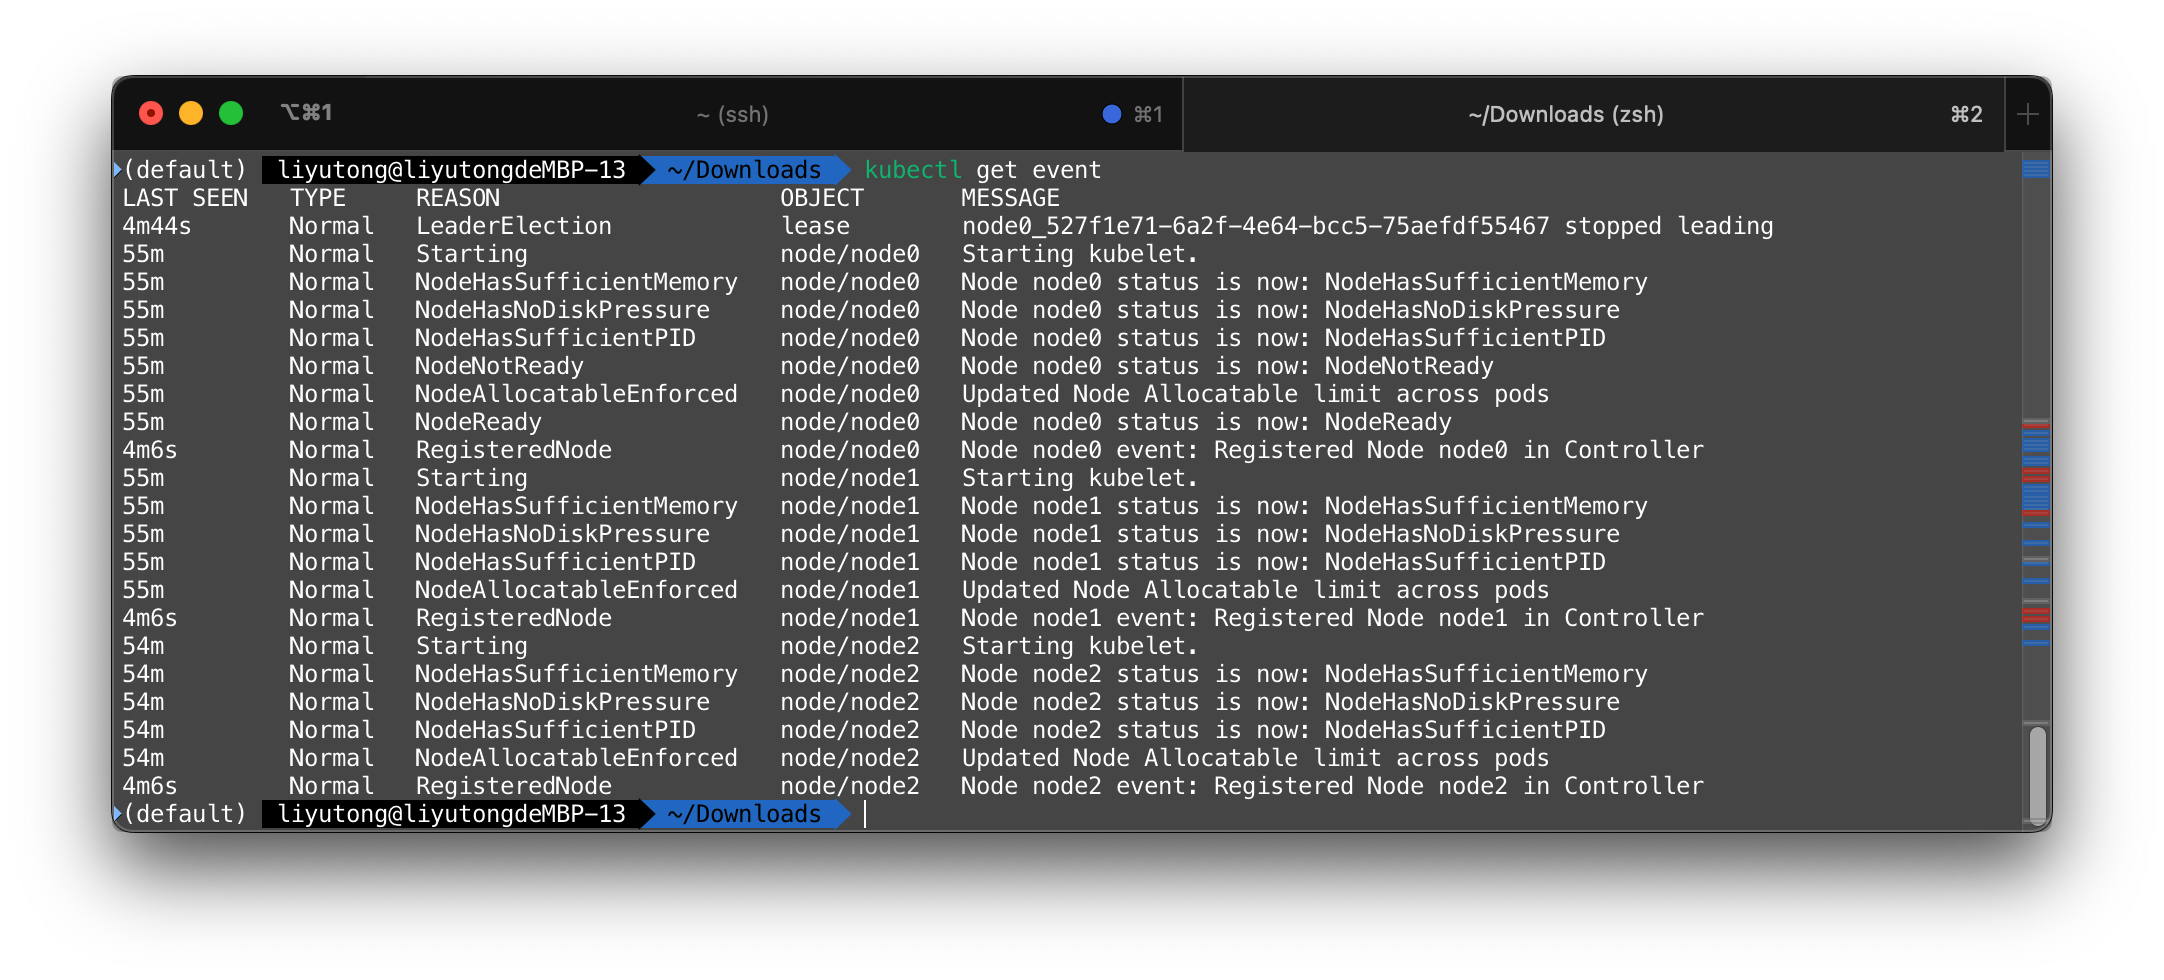 ⌥⌘1 ~ (ssh) ⌘1 ~/Downloads (zsh) ⌘2
(default) liyutong@liyutongdeMBP-13 ~/Downloads kubectl get event
LAST SEEN TYPE REASON OBJECT MESSAGE
4m44s Normal LeaderElection lease node0_527f1e71-6a2f-4e64-bcc5-75aefdf55467 stopped leading
55m Normal Starting node/node0 Starting kubelet.
55m Normal NodeHasSufficientMemory node/node0 Node node0 status is now: NodeHasSufficientMemory
55m Normal NodeHasNoDiskPressure node/node0 Node node0 status is now: NodeHasNoDiskPressure
55m Normal NodeHasSufficientPID node/node0 Node node0 status is now: NodeHasSufficientPID
55m Normal NodeNotReady node/node0 Node node0 status is now: NodeNotReady
55m Normal NodeAllocatableEnforced node/node0 Updated Node Allocatable limit across pods
55m Normal NodeReady node/node0 Node node0 status is now: NodeReady
4m6s Normal RegisteredNode node/node0 Node node0 event: Registered Node node0 in Controller
55m Normal Starting node/node1 Starting kubelet.
55m Normal NodeHasSufficientMemory node/node1 Node node1 status is now: NodeHasSufficientMemory
55m Normal NodeHasNoDiskPressure node/node1 Node node1 status is now: NodeHasNoDiskPressure
55m Normal NodeHasSufficientPID node/node1 Node node1 status is now: NodeHasSufficientPID
55m Normal NodeAllocatableEnforced node/node1 Updated Node Allocatable limit across pods
4m6s Normal RegisteredNode node/node1 Node node1 event: Registered Node node1 in Controller
54m Normal Starting node/node2 Starting kubelet.
54m Normal NodeHasSufficientMemory node/node2 Node node2 status is now: NodeHasSufficientMemory
54m Normal NodeHasNoDiskPressure node/node2 Node node2 status is now: NodeHasNoDiskPressure
54m Normal NodeHasSufficientPID node/node2 Node node2 status is now: NodeHasSufficientPID
54m Normal NodeAllocatableEnforced node/node2 Updated Node Allocatable limit across pods
4m6s Normal RegisteredNode node/node2 Node node2 event: Registered Node node2 in Controller
(default) liyutong@liyutongdeMBP-13 ~/Downloads